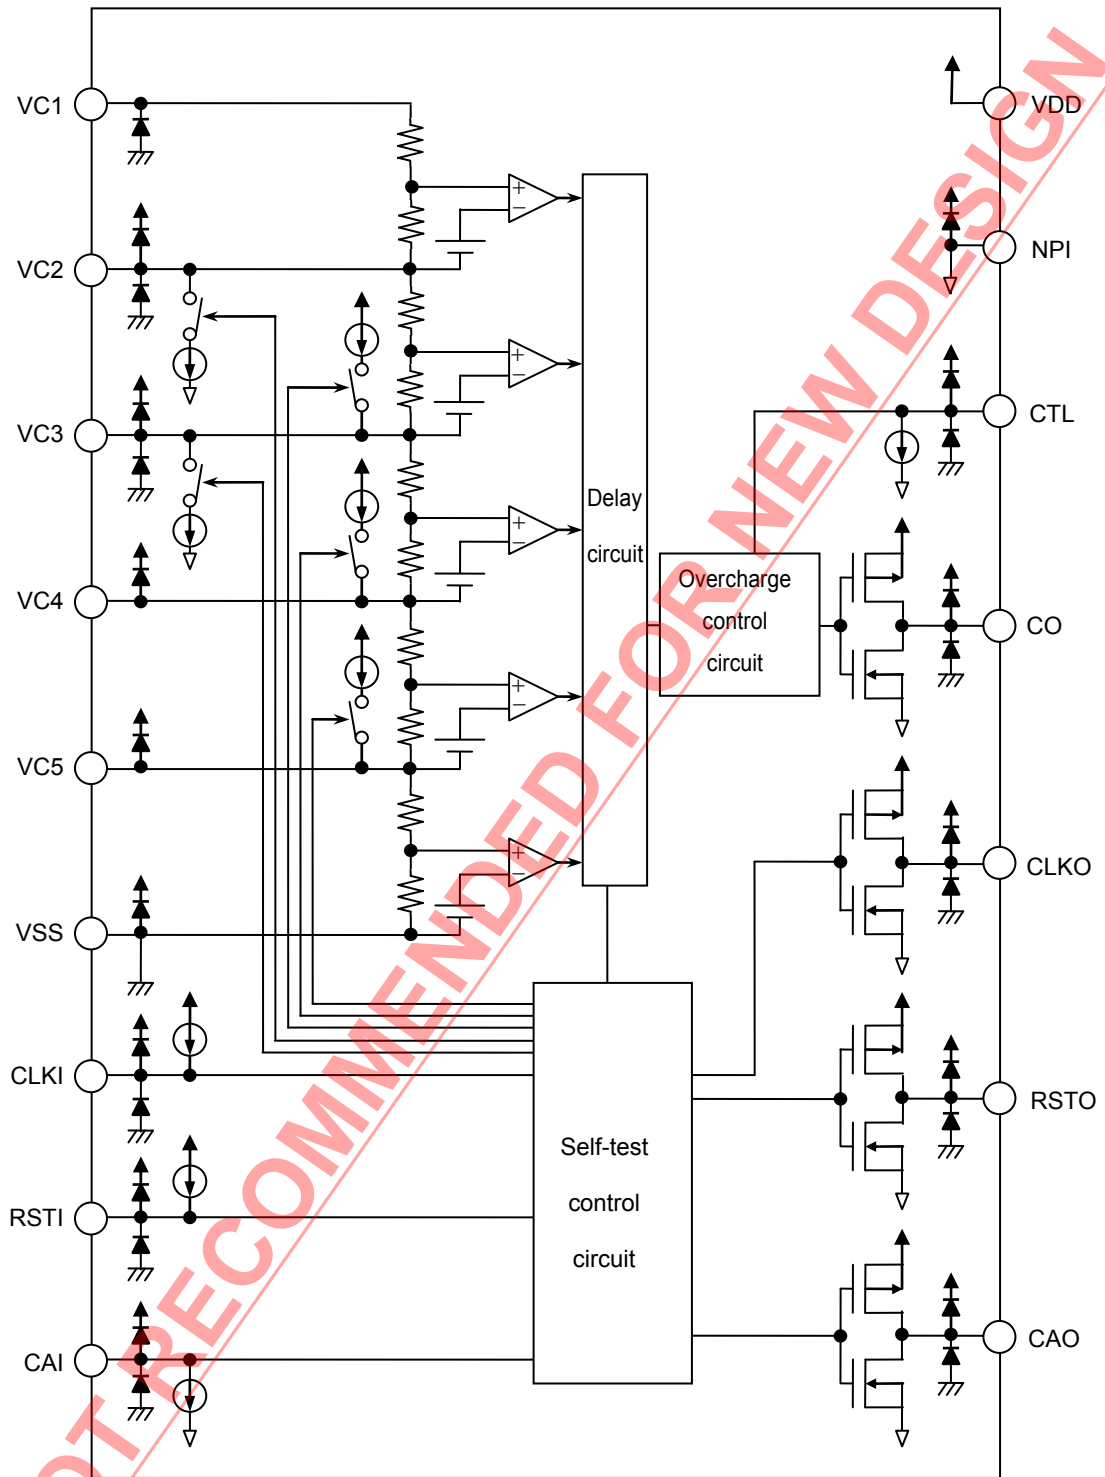 VC1
VDD
VC2
NPI
VC3
CTL
Delay
circuit
VC4
Overcharge
control
circuit
CO
VC5
CLKO
VSS
CLKI
RSTO
Self-test
control
circuit
RSTI
CAI
CAO
OT RECOMMENDED FOR NEW DESIGN